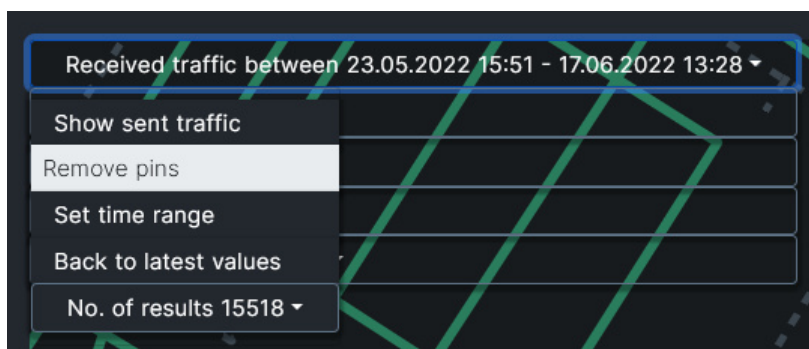 Received traffic between 23.05.2022 15:51 - 17.06.2022 13:28
Show sent traffic
Remove pins
Set time range
Back to latest values
No. of results 15518